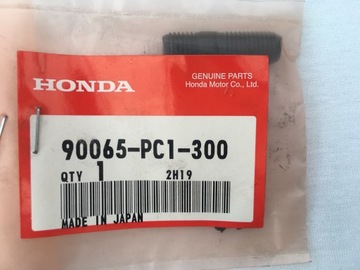 HONDA
GENUINE PARTS
Honda Motor Co., Ltd.
90065-PC1-300
QTY 1 2H19
MADE IN JAPAN